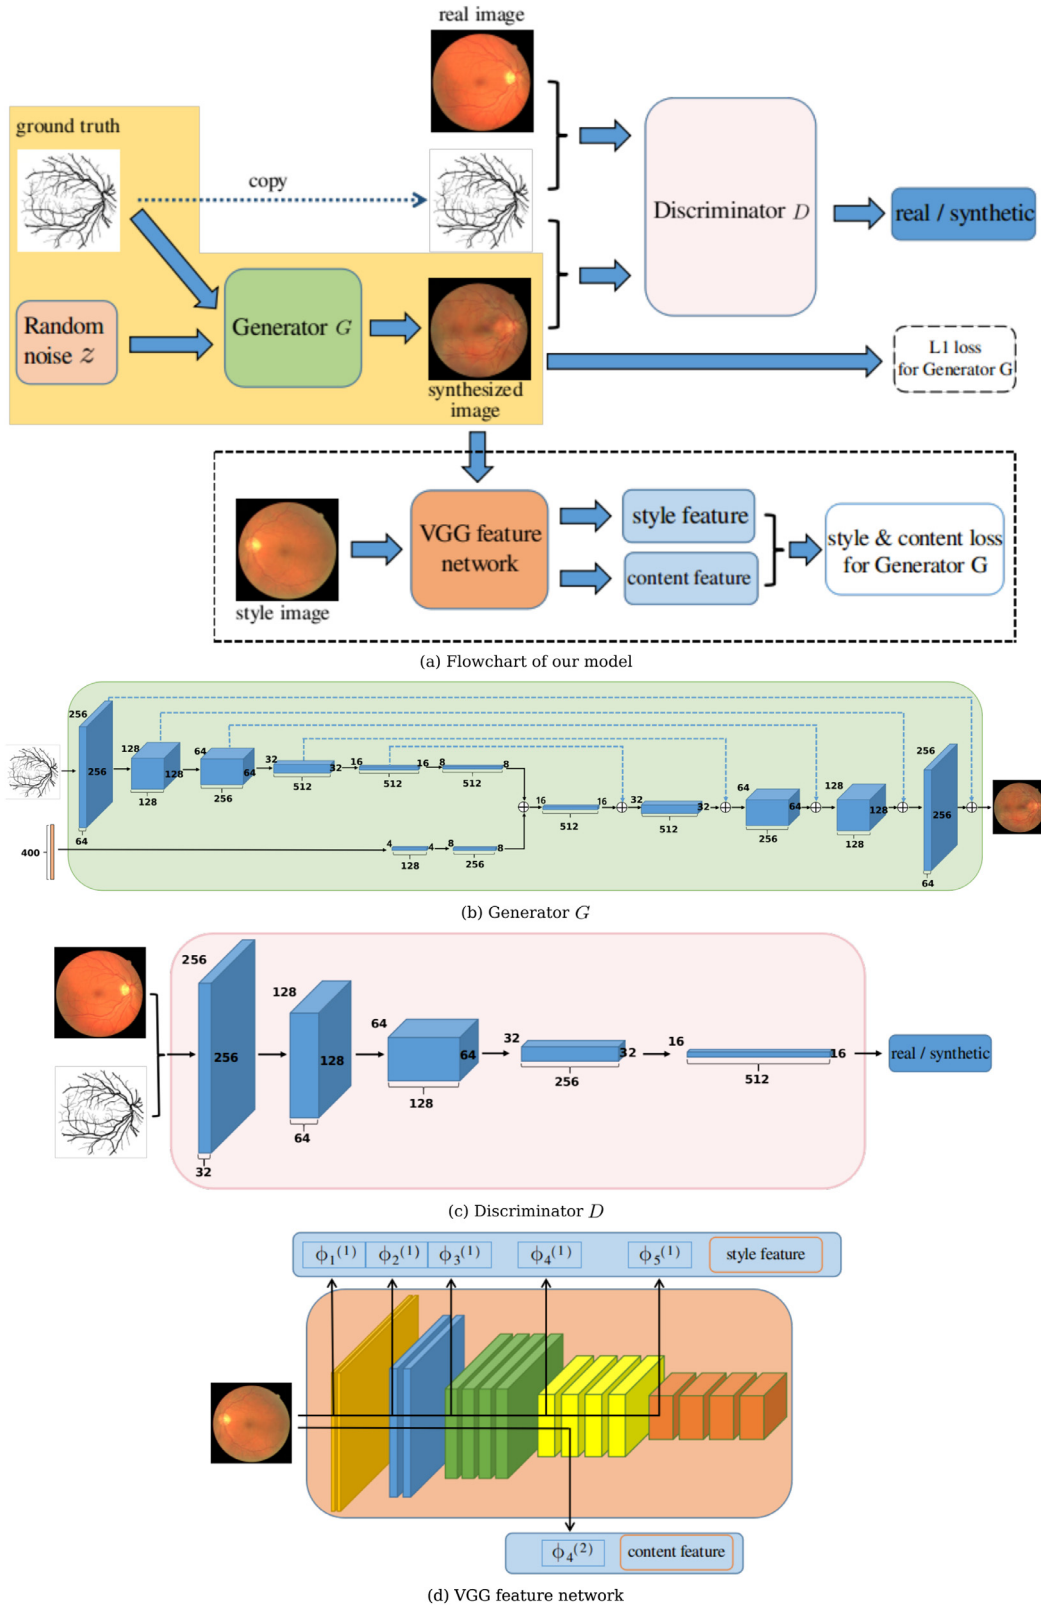 real image
ground truth
copy
Discriminator D
real / synthetic
Random
noise z
Generator G
synthesized
image
L1 loss
for Generator G
VGG feature
network
style feature
content feature
style & content loss
for Generator G
style image
(a) Flowchart of our model
256
256
64
128
128
128
64
64
256
32
32
512
16
16
512
8
8
512
400
4
4
128
8
8
256
16
16
512
32
32
512
64
64
256
128
128
128
256
256
64
(b) Generator G
256
256
32
128
128
64
64
64
128
32
32
256
16
16
512
real / synthetic
(c) Discriminator D
ϕ₁⁽¹⁾ ϕ₂⁽¹⁾ ϕ₃⁽¹⁾ ϕ₄⁽¹⁾ ϕ₅⁽¹⁾ style feature
ϕ₄⁽²⁾ content feature
(d) VGG feature network